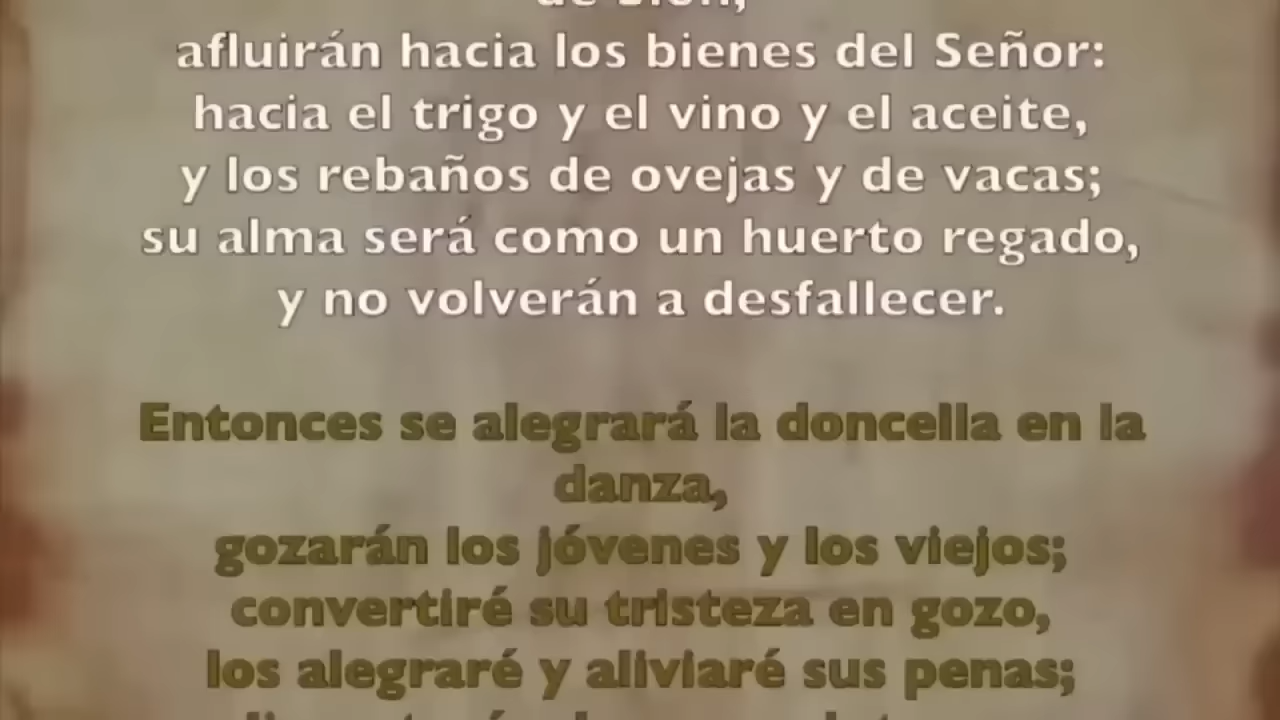 de Sión,
afluirán hacia los bienes del Señor:
hacia el trigo y el vino y el aceite,
y los rebaños de ovejas y de vacas;
su alma será como un huerto regado,
y no volverán a desfallecer.
Entonces se alegrará la doncella en la
danza,
gozarán los jóvenes y los viejos;
convertiré su tristeza en gozo,
los alegraré y aliviaré sus penas;